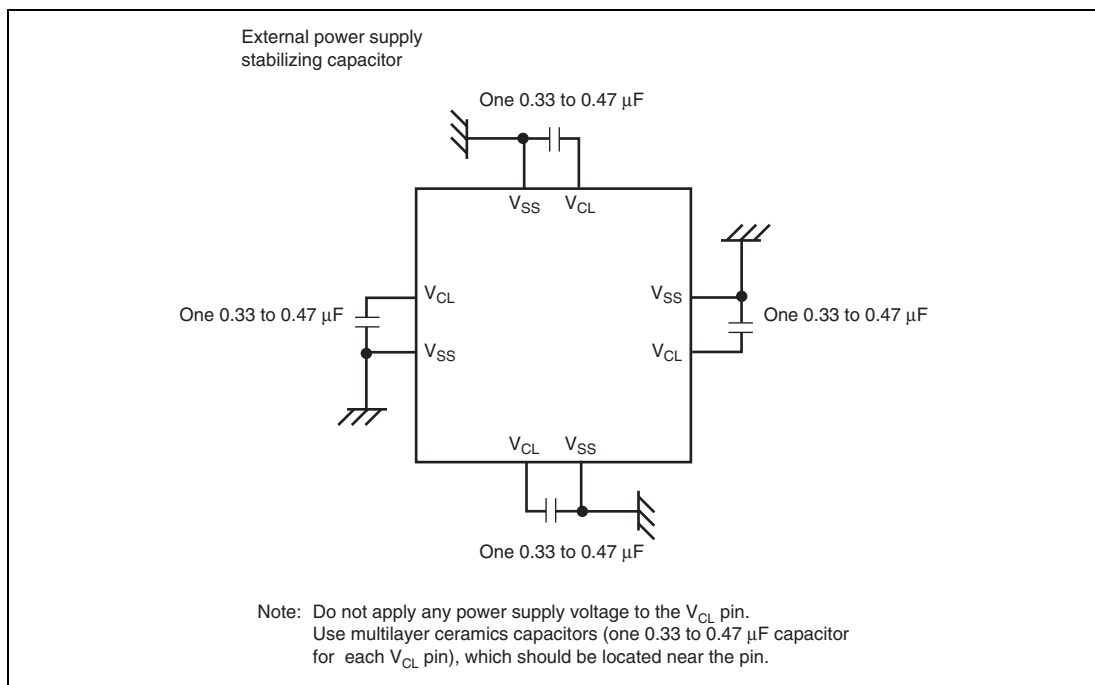 External power supply
stabilizing capacitor
One 0.33 to 0.47 μF
VSS VCL
VCL
VSS
One 0.33 to 0.47 μF
One 0.33 to 0.47 μF
VSS
VCL
VCL VSS
One 0.33 to 0.47 μF
Note: Do not apply any power supply voltage to the VCL pin.
Use multilayer ceramics capacitors (one 0.33 to 0.47 μF capacitor
for each VCL pin), which should be located near the pin.